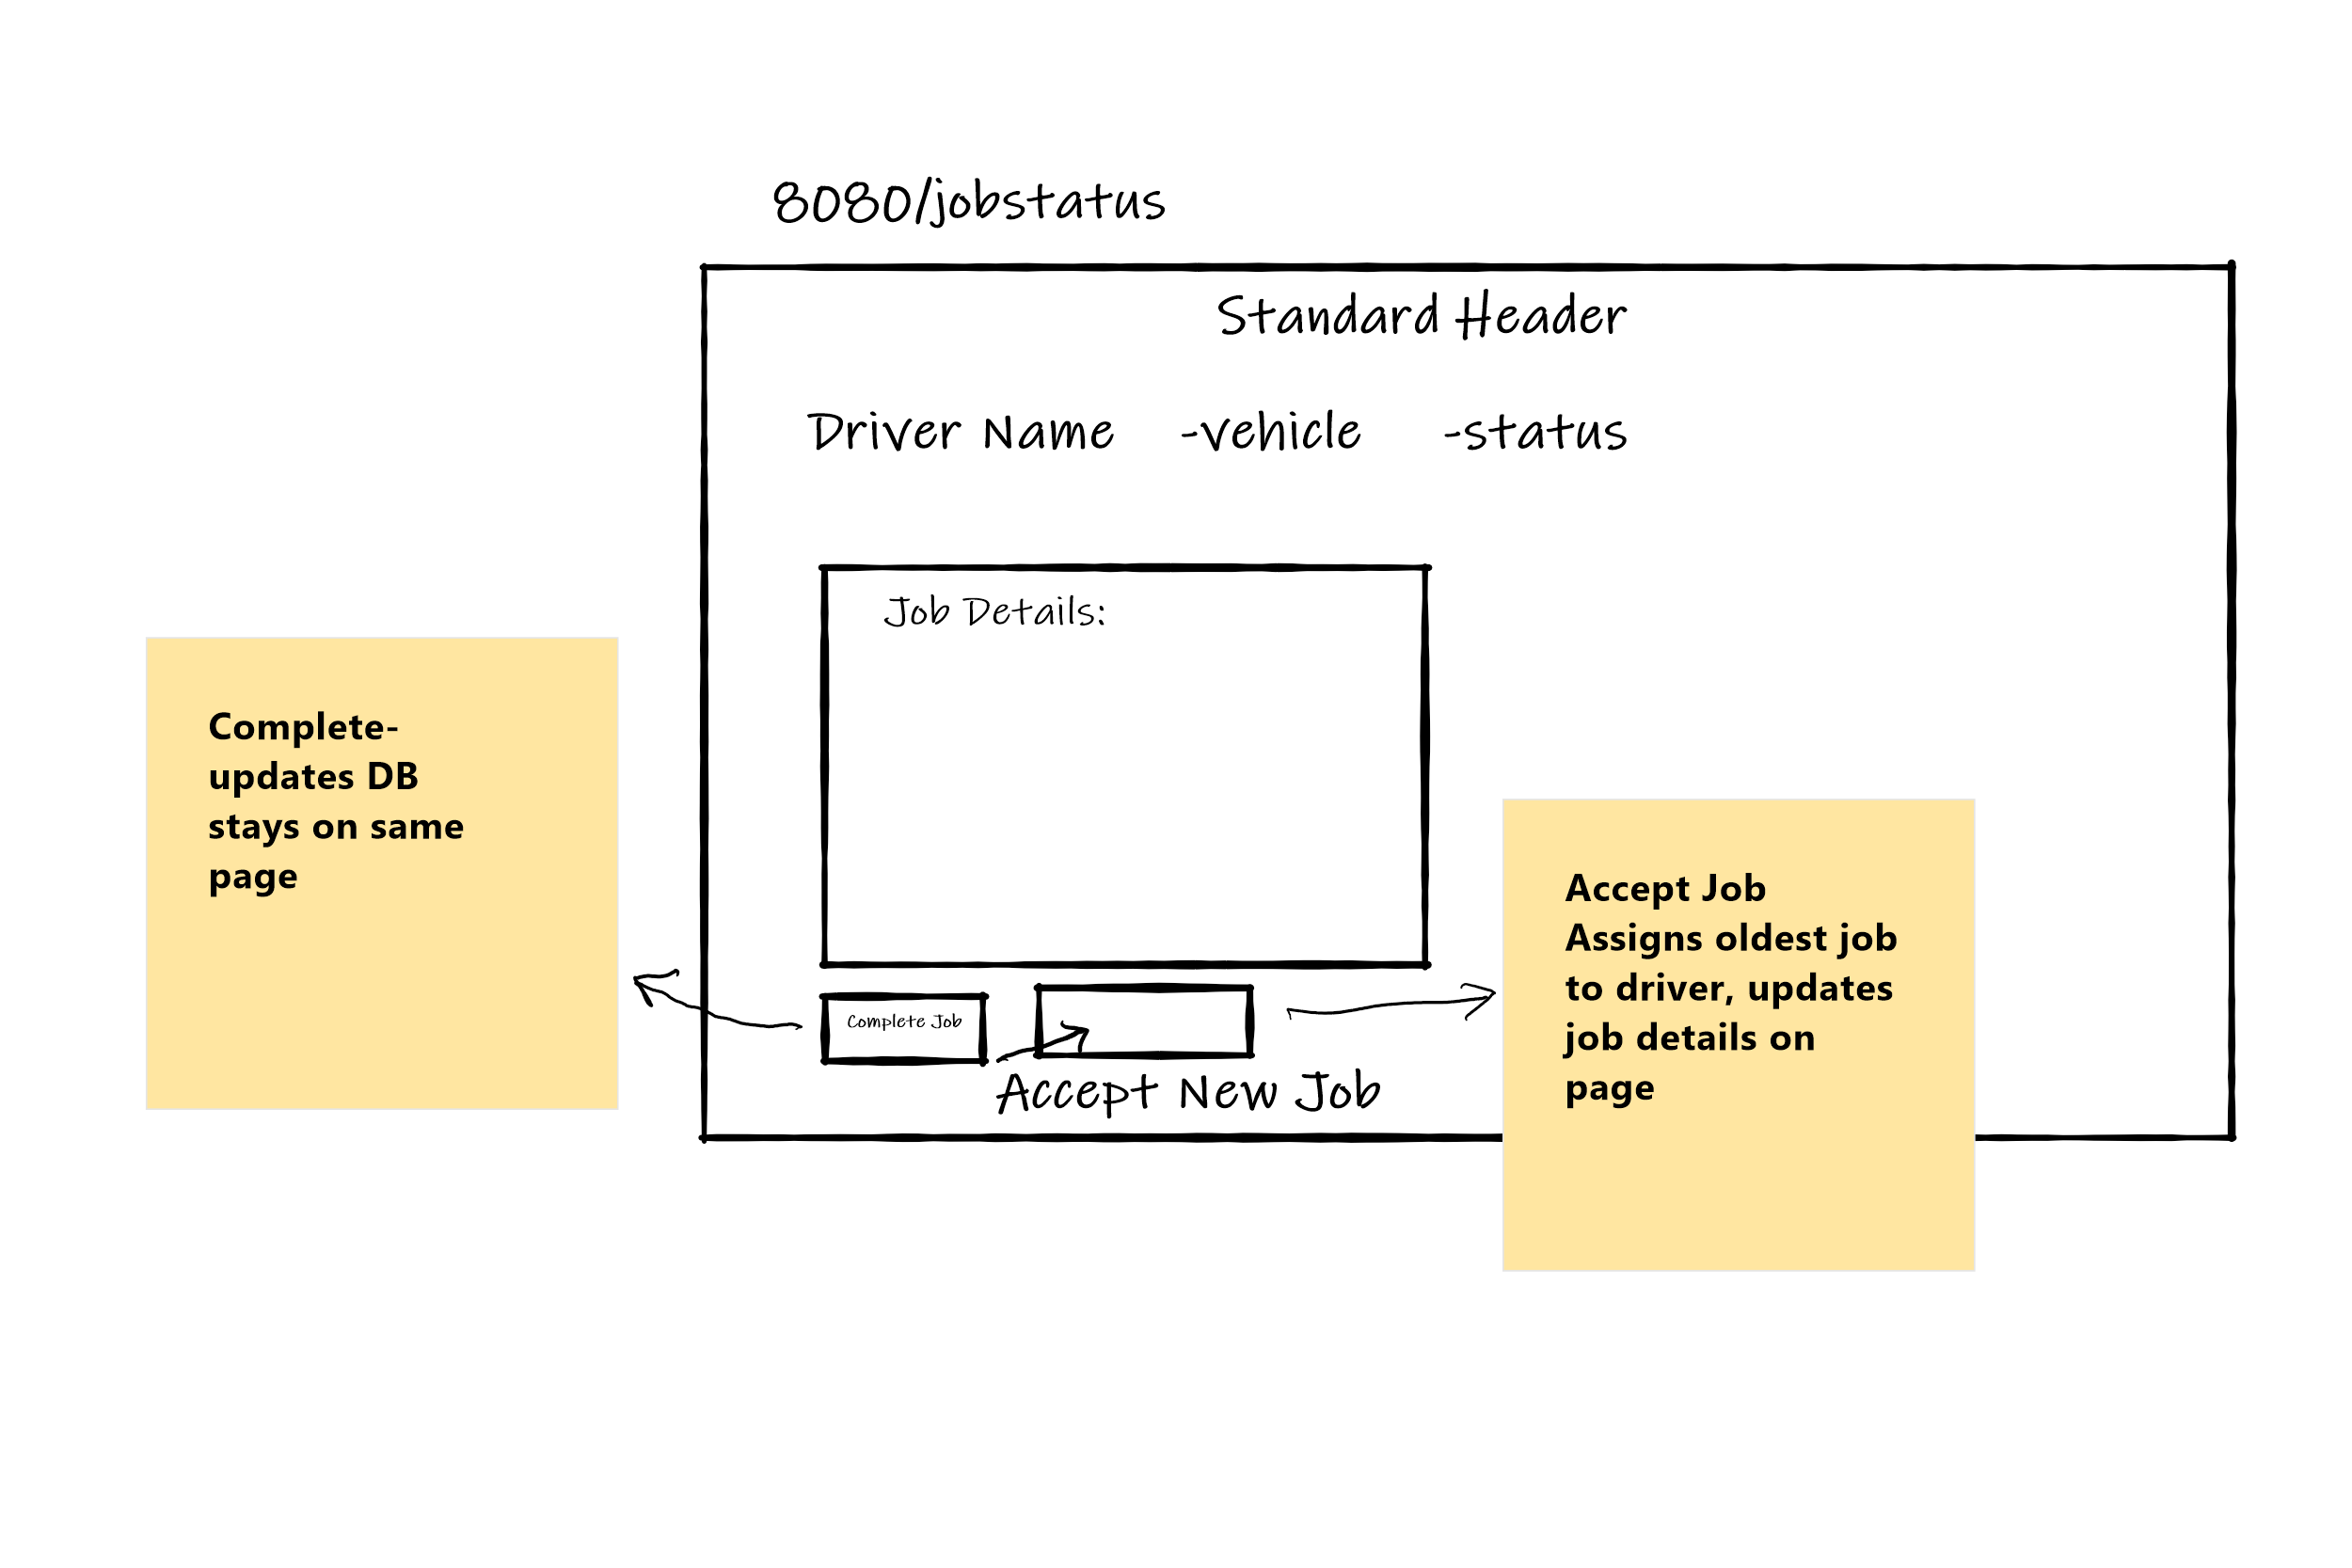 8080/jobstatus
Standard Header
Driver Name -vehicle -status
Job Details:
Complete-
updates DB
stays on same
page
Accept Job
Assigns oldest job
to driver, updates
job details on
page
Complete Job
Accept New Job